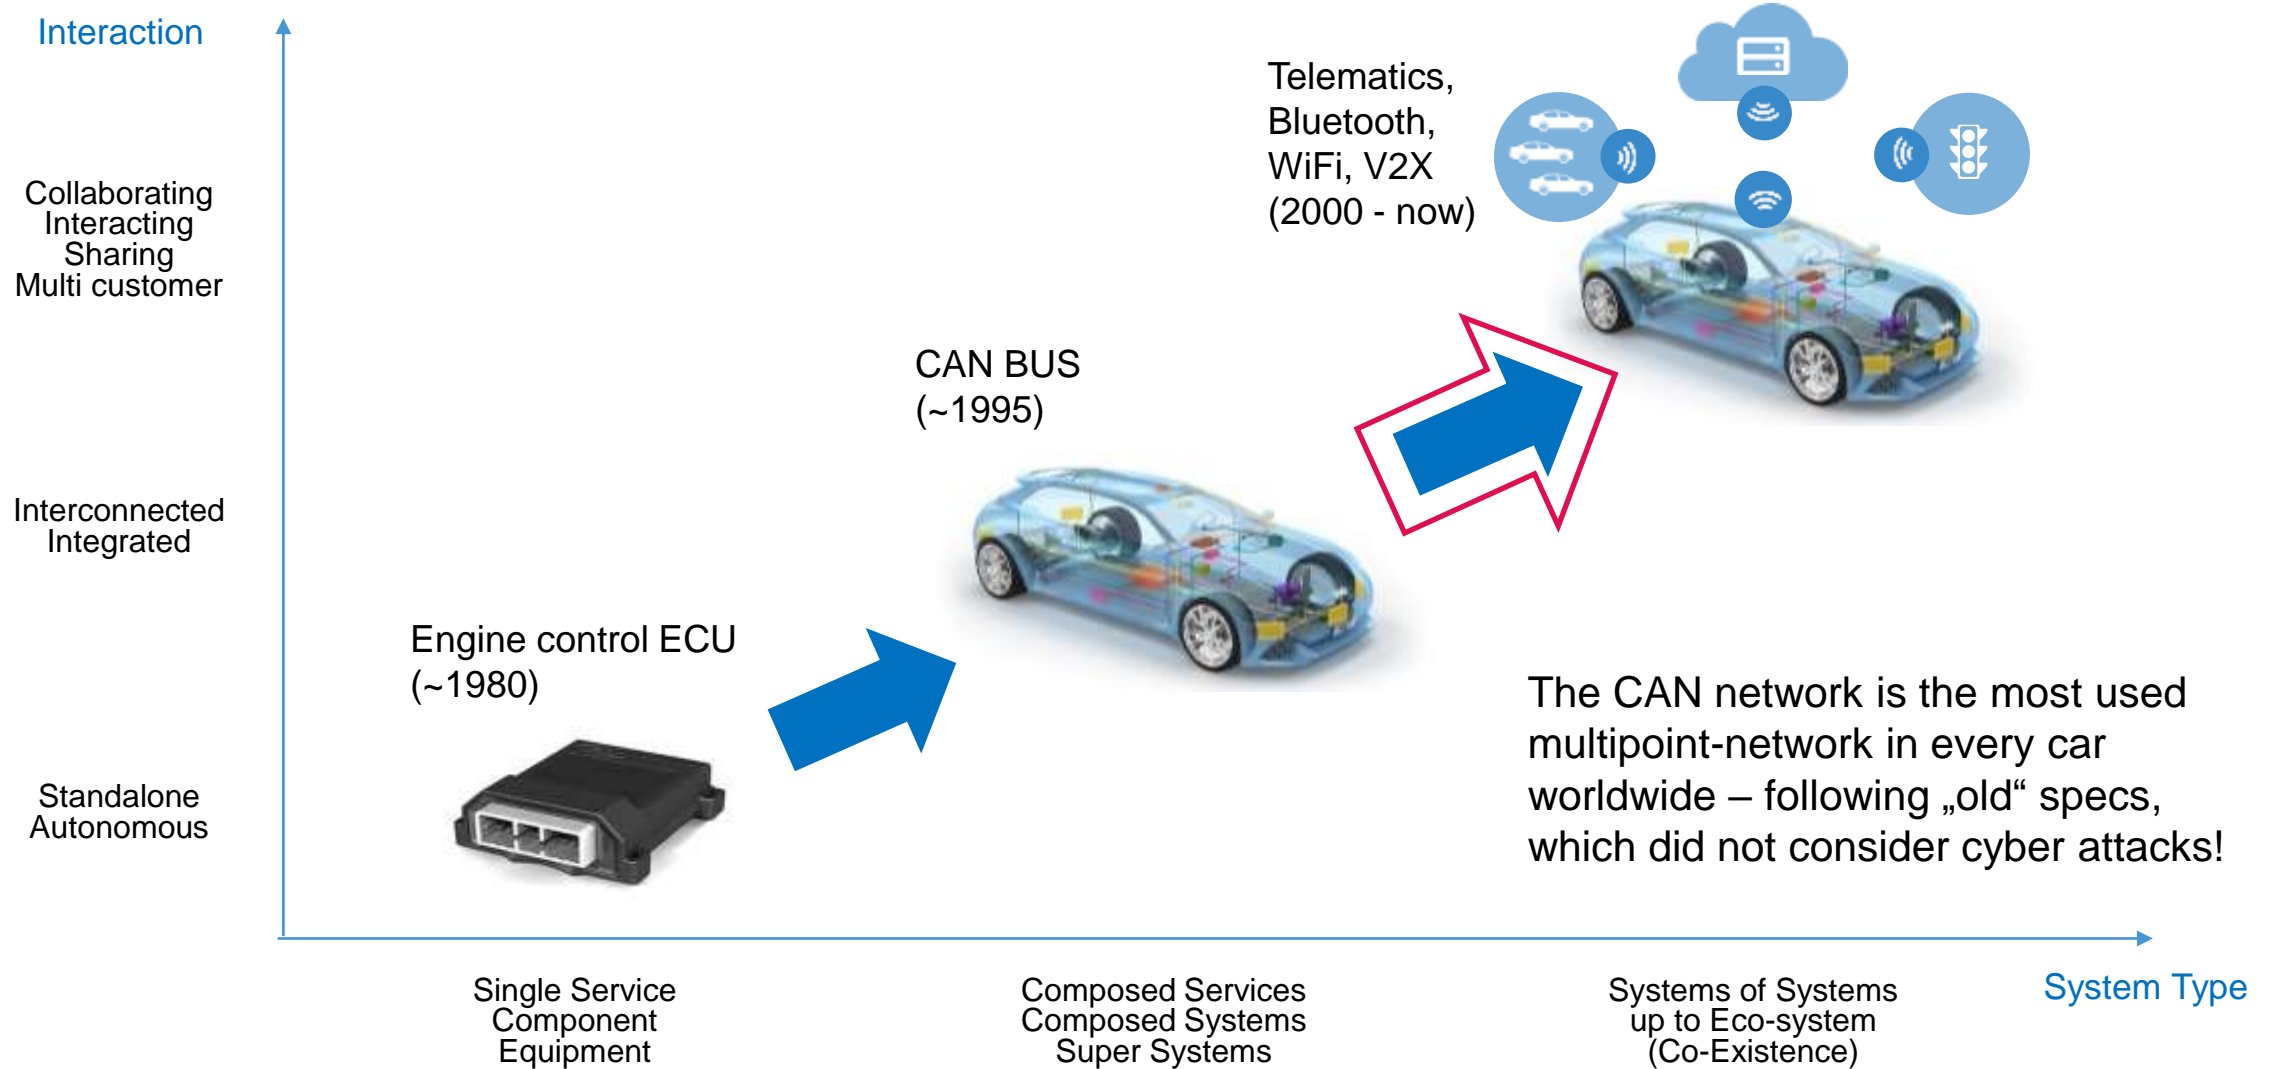 Interaction
Collaborating
Interacting
Sharing
Multi customer
Interconnected
Integrated
Standalone
Autonomous
Engine control ECU
(~1980)
CAN BUS
(~1995)
Telematics,
Bluetooth,
WiFi, V2X
(2000 - now)
The CAN network is the most used
multipoint-network in every car
worldwide – following „old“ specs,
which did not consider cyber attacks!
Single Service
Component
Equipment
Composed Services
Composed Systems
Super Systems
Systems of Systems
up to Eco-system
(Co-Existence)
System Type